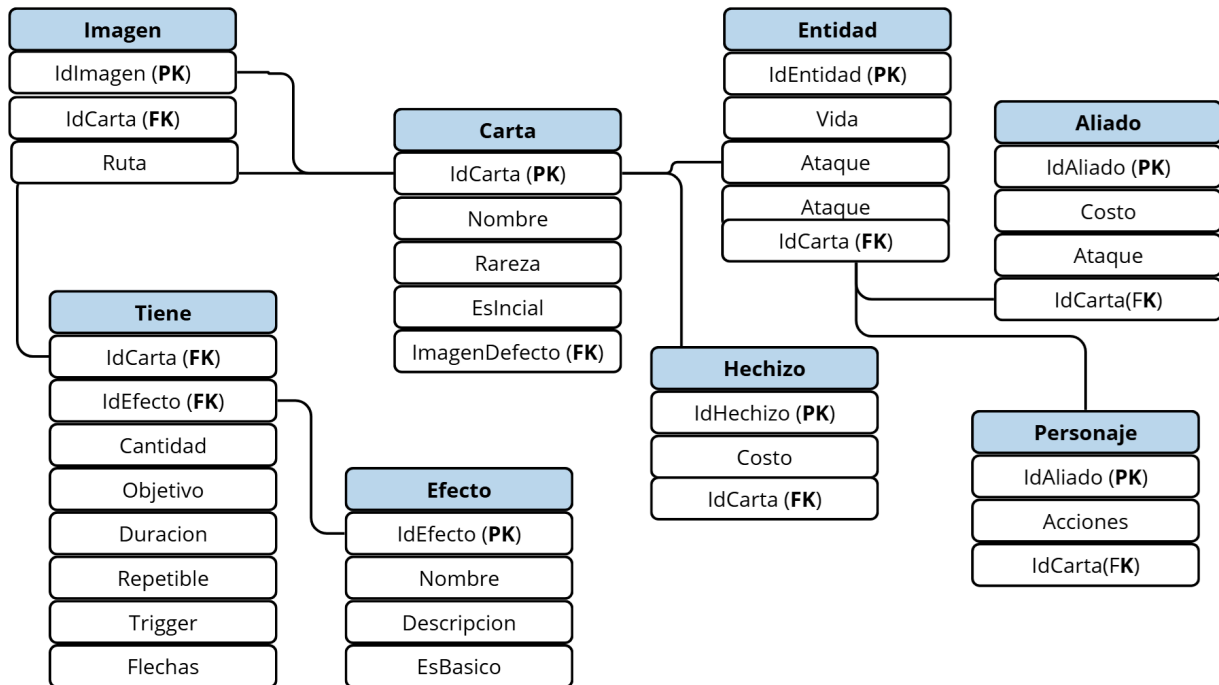 Imagen
IdImagen (PK)
IdCarta (FK)
Ruta
Carta
IdCarta (PK)
Nombre
Rareza
EsIncial
ImagenDefecto (FK)
Entidad
IdEntidad (PK)
Vida
Ataque
Ataque
IdCarta (FK)
Aliado
IdAliado (PK)
Costo
Ataque
IdCarta(FK)
Tiene
IdCarta (FK)
IdEfecto (FK)
Cantidad
Objetivo
Duracion
Repetible
Trigger
Flechas
Efecto
IdEfecto (PK)
Nombre
Descripcion
EsBasico
Hechizo
IdHechizo (PK)
Costo
IdCarta (FK)
Personaje
IdAliado (PK)
Acciones
IdCarta(FK)